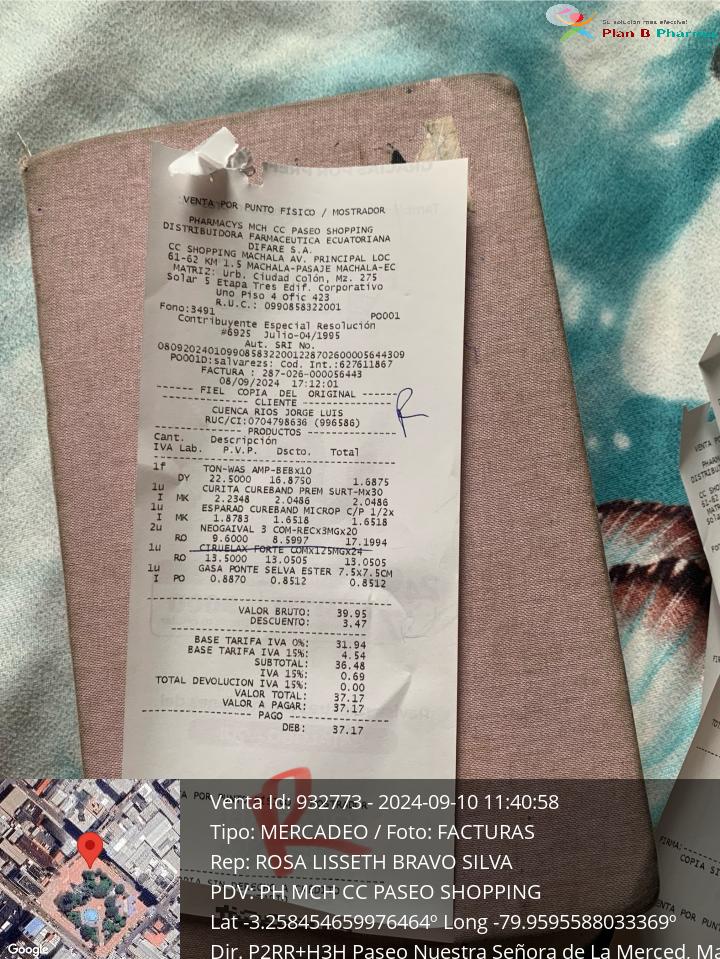 Su solución mas efectiva!
Plan B Pharma
VENTA POR PUNTO FÍSICO / MOSTRADOR
PHARMACYS MCH CC PASEO SHOPPING
DISTRIBUIDORA FARMACEUTICA ECUATORIANA
DIFARE S.A.
CC SHOPPING MACHALA AV. PRINCIPAL LOC
61-62 KM 1.5 MACHALA-PASAJE MACHALA-EC
MATRIZ: Urb. Ciudad Colón, Mz. 275
Solar 5 Etapa Tres Edif. Corporativo
Uno Piso 4 Ofic 423
R.U.C.: 0990858322001
Fono:3491 PO001
Contribuyente Especial Resolución
#6925 Julio-04/1995
Aut. SRI No.
08092024010990858322001228702600005644309
PO001D:salvarezs: Cod. Int.:627611867
FACTURA : 287-026-000056443
08/09/2024 17:12:01
------ FIEL COPIA DEL ORIGINAL ------
CLIENTE
CUENCA RIOS JORGE LUIS
RUC/CI:0704798636 (996586)
PRODUCTOS
Cant. Descripción
IVA Lab. P.V.P. Dscto. Total
1f TON-WAS AMP-BEBx10
DY 22.5000 16.8750 1.6875
1u CURITA CUREBAND PREM SURT-Mx30
I MK 2.2348 2.0486 2.0486
1u ESPARAD CUREBAND MICROP C/P 1/2x
I MK 1.8783 1.6518 1.6518
2u NEOGAIVAL 3 COM-RECx3MGx20
RO 9.6000 8.5997 17.1994
1u CIRUELAX FORTE COMx125MGx24
RO 13.5000 13.0505 13.0505
1u GASA PONTE SELVA ESTER 7.5x7.5CM
I PO 0.8870 0.8512 0.8512
VALOR BRUTO: 39.95
DESCUENTO: 3.47
BASE TARIFA IVA 0%: 31.94
BASE TARIFA IVA 15%: 4.54
SUBTOTAL: 36.48
IVA 15%: 0.69
TOTAL DEVOLUCION IVA 15%: 0.00
VALOR TOTAL: 37.17
VALOR A PAGAR: 37.17
PAGO
DEB: 37.17
R
R
FIRMA:
COPIA SI
Venta Id: 932773 - 2024-09-10 11:40:58
Tipo: MERCADEO / Foto: FACTURAS
Rep: ROSA LISSETH BRAVO SILVA
PDV: PH MCH CC PASEO SHOPPING
Lat -3.258454659976464º Long -79.9595588033369º
Dir. P2RR+H3H Paseo Nuestra Señora de La Merced, Ma
Google